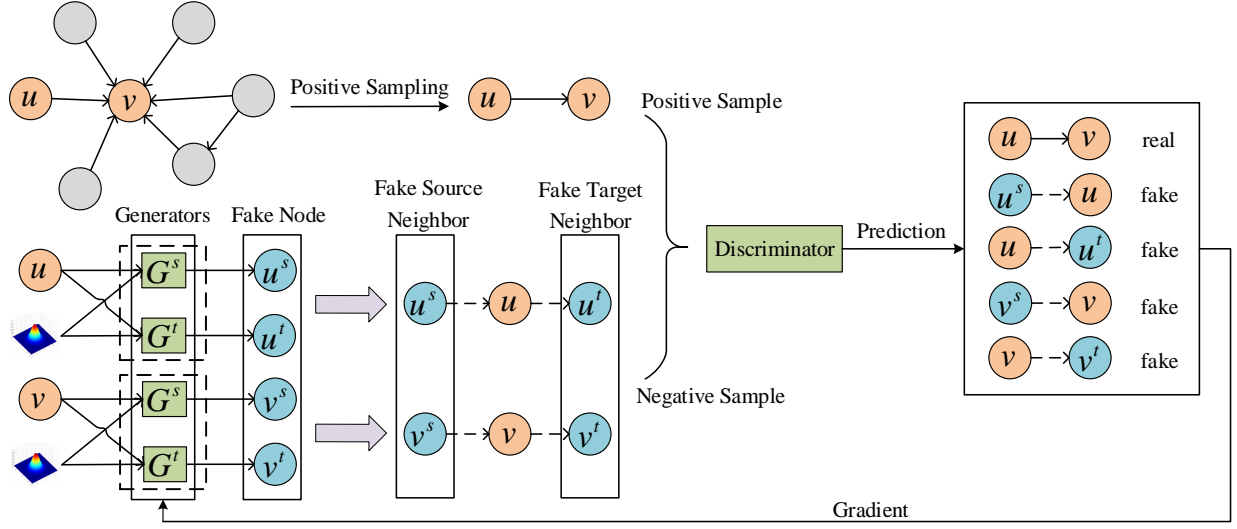 u
v
Positive Sampling
u
v
Positive Sample
Negative Sample
Generators
Fake Node
Fake Source
Neighbor
Fake Target
Neighbor
u
G^s
G^t
u^s
u^t
v
G^s
G^t
v^s
v^t
u^s
u
u^t
v^s
v
v^t
Discriminator
Prediction
u v real
u^s u fake
u u^t fake
v^s v fake
v v^t fake
Gradient